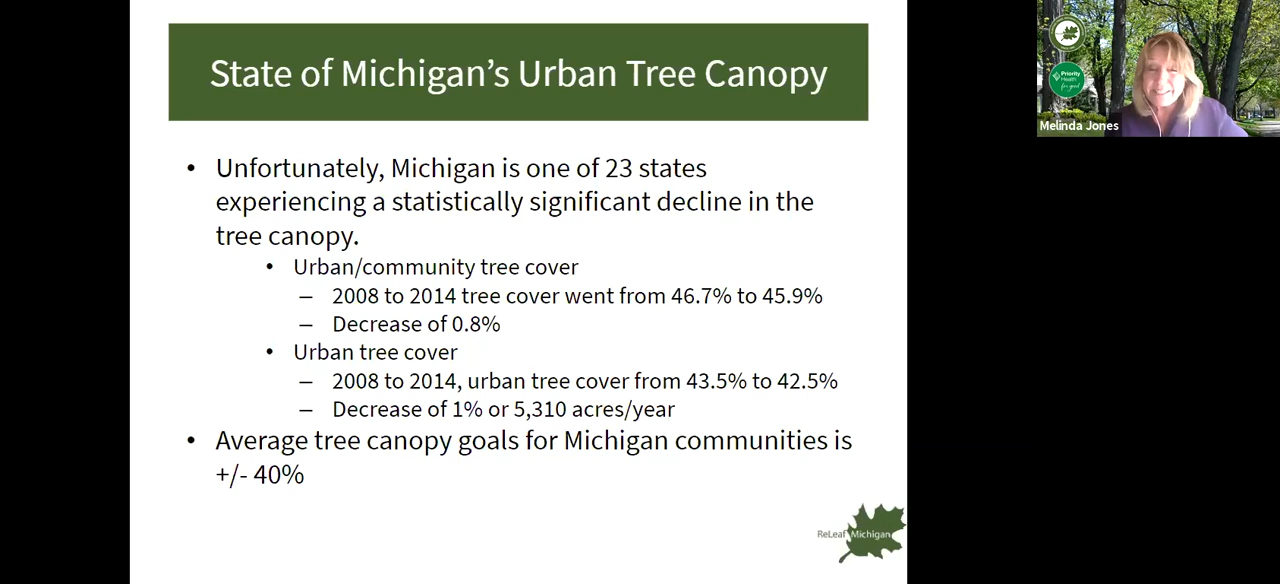 State of Michigan's Urban Tree Canopy
• Unfortunately, Michigan is one of 23 states
experiencing a statistically significant decline in the
tree canopy.
• Urban/community tree cover
– 2008 to 2014 tree cover went from 46.7% to 45.9%
– Decrease of 0.8%
• Urban tree cover
– 2008 to 2014, urban tree cover from 43.5% to 42.5%
– Decrease of 1% or 5,310 acres/year
• Average tree canopy goals for Michigan communities is
+/- 40%
ReLeaf Michigan
Priority
Health
for good
Melinda Jones